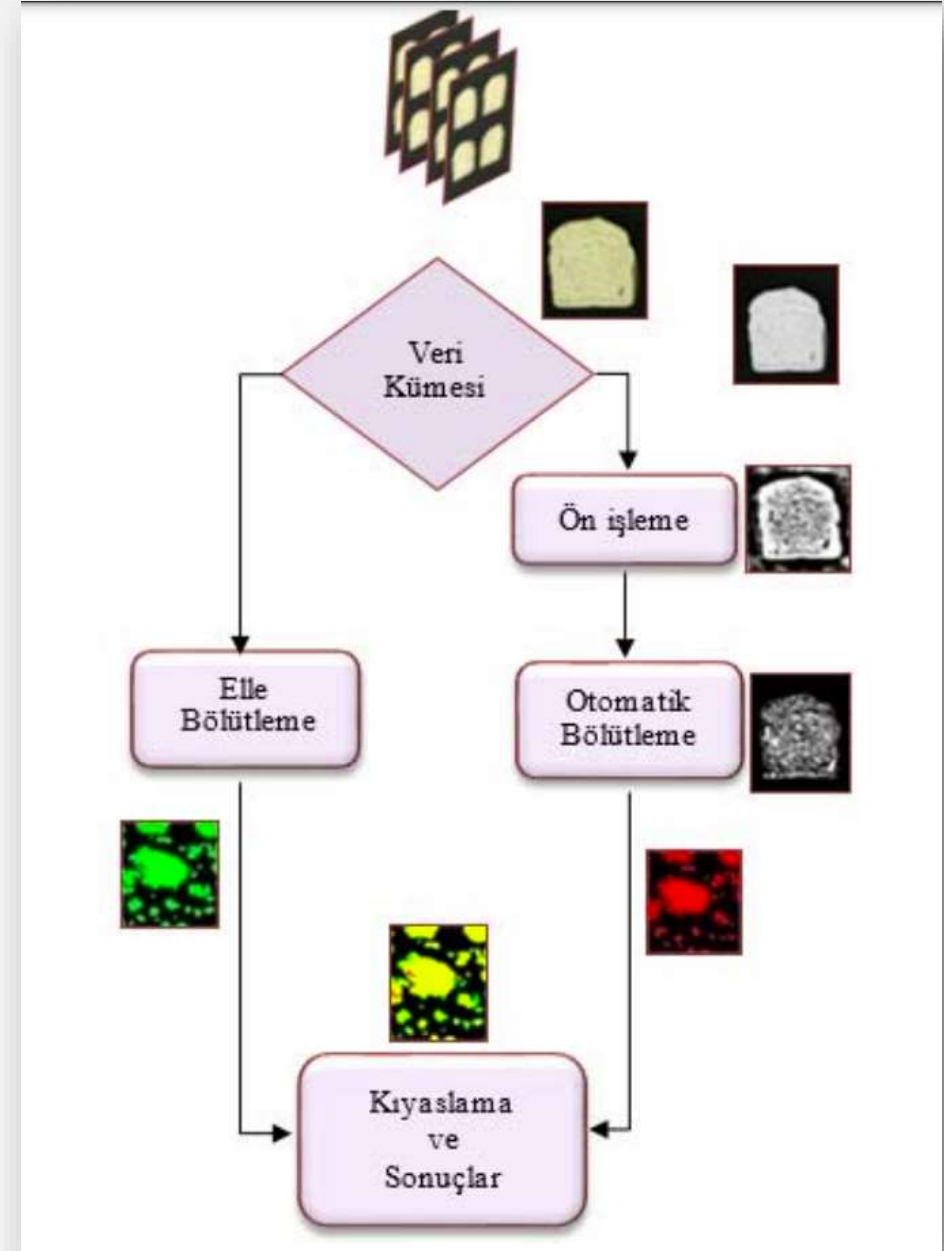 Veri
Kümesi
Ön işleme
Elle
Bölütleme
Otomatik
Bölütleme
Kıyaslama
ve
Sonuçlar